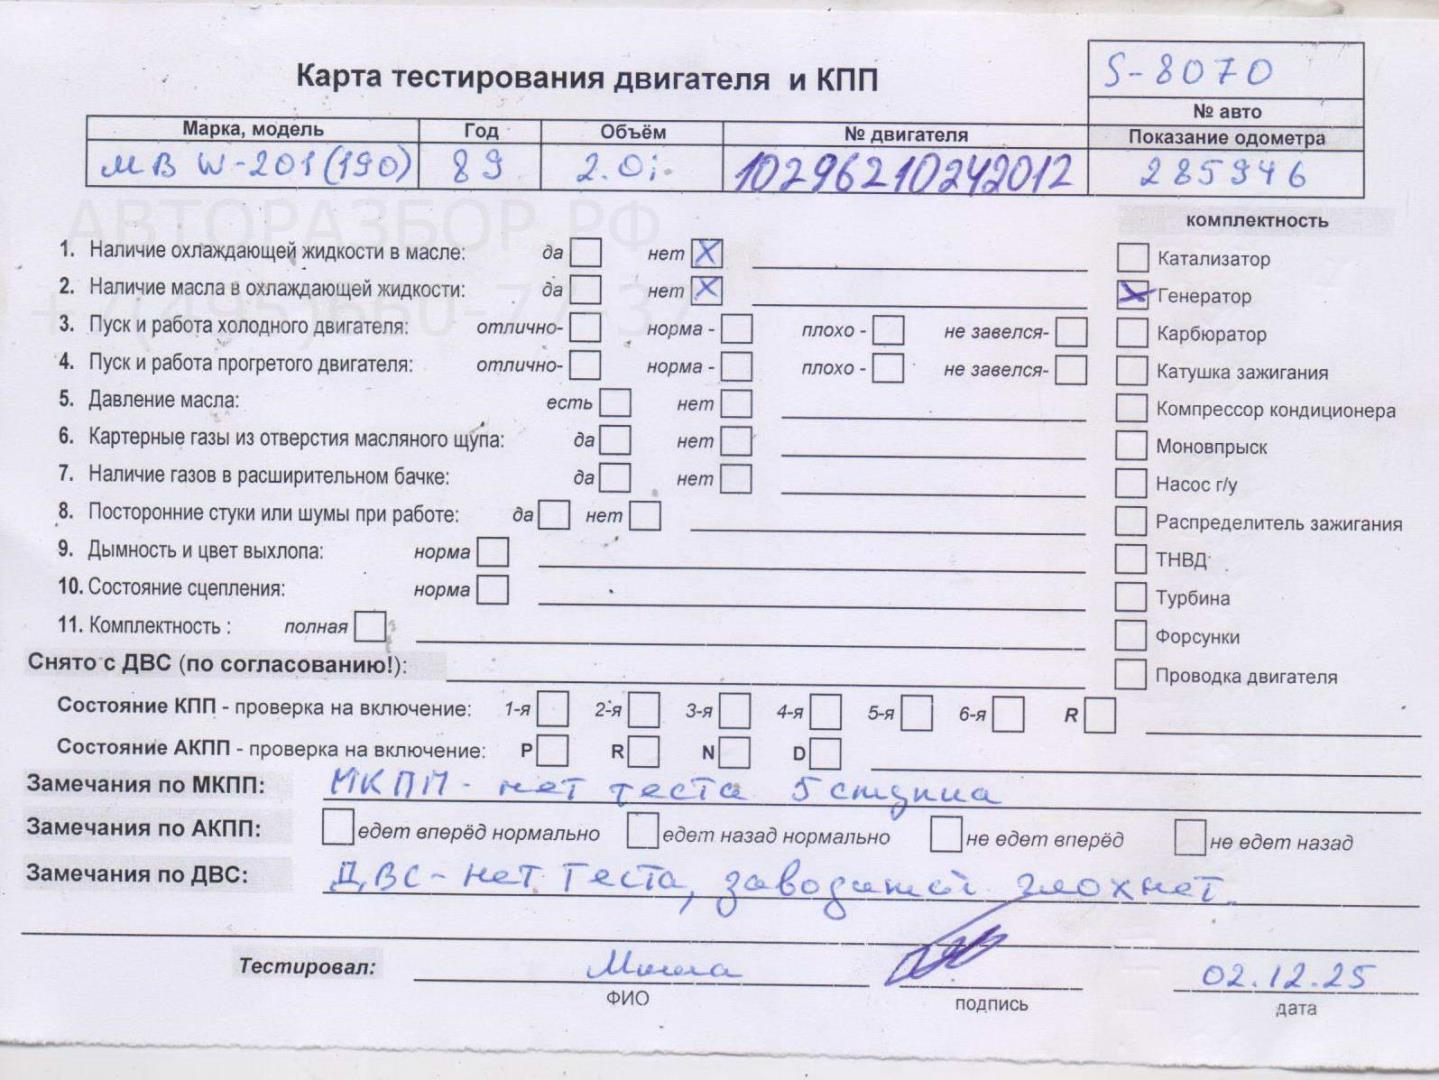 S-8070
Карта тестирования двигателя и КПП
№ авто
Марка, модель Год Объём № двигателя Показание одометра
МВ W-201(190) 89 2.0i 10296210242012 285946
АВТОРАЗБОР.РФ
+7(495)660-77-37
комплектность
1. Наличие охлаждающей жидкости в масле: да нет X
Катализатор
2. Наличие масла в охлаждающей жидкости: да нет X
X Генератор
3. Пуск и работа холодного двигателя: отлично- норма - плохо - не завелся-
Карбюратор
4. Пуск и работа прогретого двигателя: отлично- норма - плохо - не завелся-
Катушка зажигания
5. Давление масла: есть нет
Компрессор кондиционера
6. Картерные газы из отверстия масляного щупа: да нет
Моновпрыск
7. Наличие газов в расширительном бачке: да нет
Насос г/у
8. Посторонние стуки или шумы при работе: да нет
Распределитель зажигания
9. Дымность и цвет выхлопа: норма
ТНВД
10. Состояние сцепления: норма
Турбина
11. Комплектность : полная
Форсунки
Снято с ДВС (по согласованию!):
Проводка двигателя
Состояние КПП - проверка на включение: 1-я 2-я 3-я 4-я 5-я 6-я R
Состояние АКПП - проверка на включение: P R N D
Замечания по МКПП: МКПП - нет теста 5 ступка
Замечания по АКПП: едет вперёд нормально едет назад нормально не едет вперёд не едет назад
Замечания по ДВС: ДВС - нет теста, заводится глохнет.
Тестировал: Миша 02.12.25
ФИО подпись дата